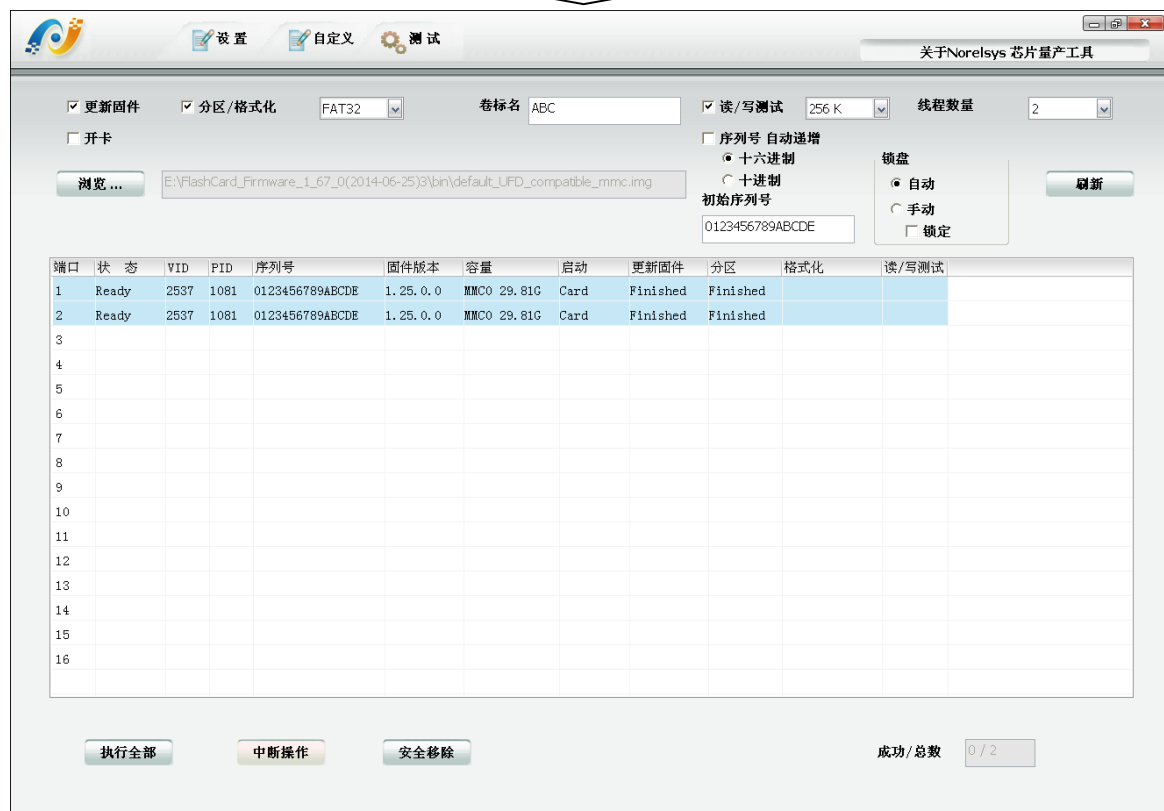 设 置 自定义 测 试
关于Norelsys 芯片量产工具
更新固件 分区/格式化 FAT32 卷标名 ABC 读/写测试 256 K 线程数量 2
开卡 序列号 自动递增
十六进制 锁盘
浏览 ... E:\FlashCard_Firmware_1_67_0(2014-06-25)3\bin\default_UFD_compatible_mmc.img 十进制 自动 刷新
初始序列号 手动
0123456789ABCDE 锁定
端口 状 态 VID PID 序列号 固件版本 容量 启动 更新固件 分区 格式化 读/写测试
1 Ready 2537 1081 0123456789ABCDE 1.25.0.0 MMC0 29.81G Card Finished Finished
2 Ready 2537 1081 0123456789ABCDE 1.25.0.0 MMC0 29.81G Card Finished Finished
3
4
5
6
7
8
9
10
11
12
13
14
15
16
执行全部 中断操作 安全移除 成功/总数 0 / 2